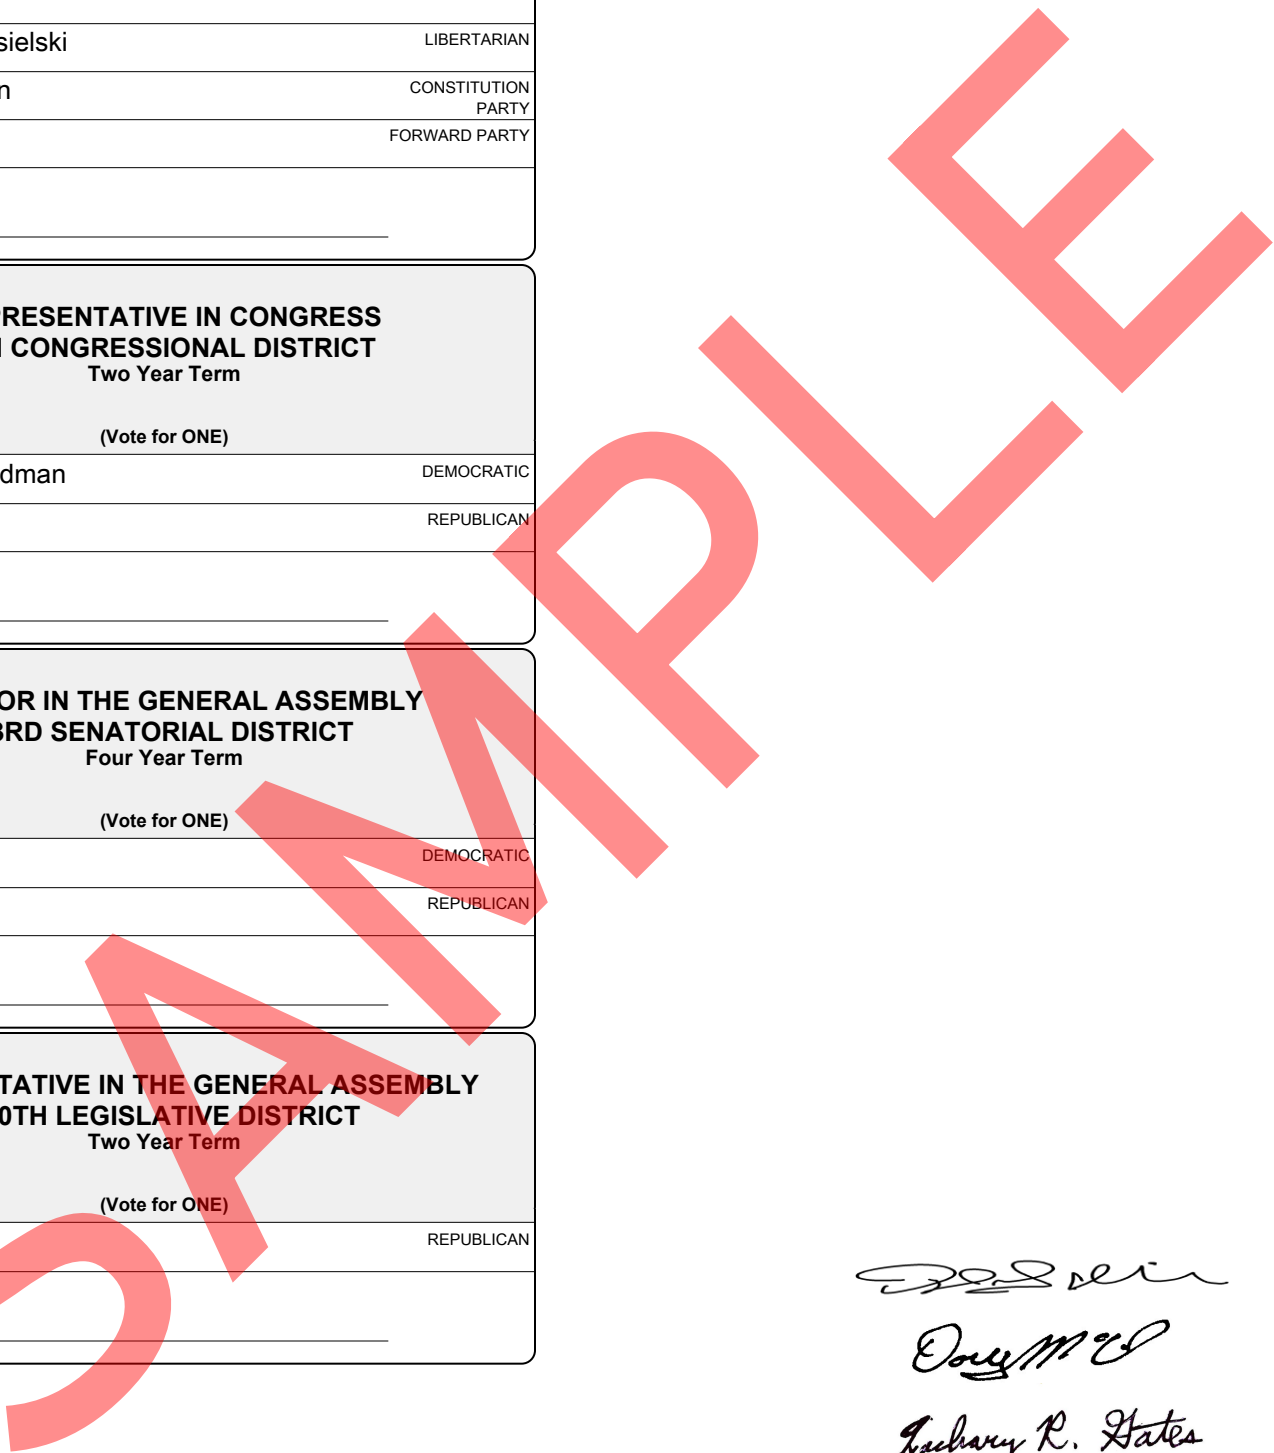 sielski LIBERTARIAN
n CONSTITUTION
PARTY
FORWARD PARTY
PRESENTATIVE IN CONGRESS
CONGRESSIONAL DISTRICT
Two Year Term
(Vote for ONE)
dman DEMOCRATIC
REPUBLICAN
OR IN THE GENERAL ASSEMBLY
3RD SENATORIAL DISTRICT
Four Year Term
(Vote for ONE)
DEMOCRATIC
REPUBLICAN
TATIVE IN THE GENERAL ASSEMBLY
0TH LEGISLATIVE DISTRICT
Two Year Term
(Vote for ONE)
REPUBLICAN
SAMPLE
Zachary R. Gates